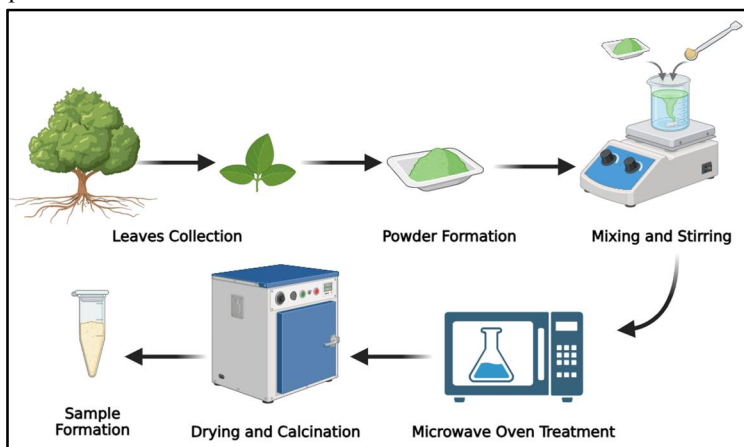 Leaves Collection
Powder Formation
Mixing and Stirring
Sample
Formation
Drying and Calcination
Microwave Oven Treatment